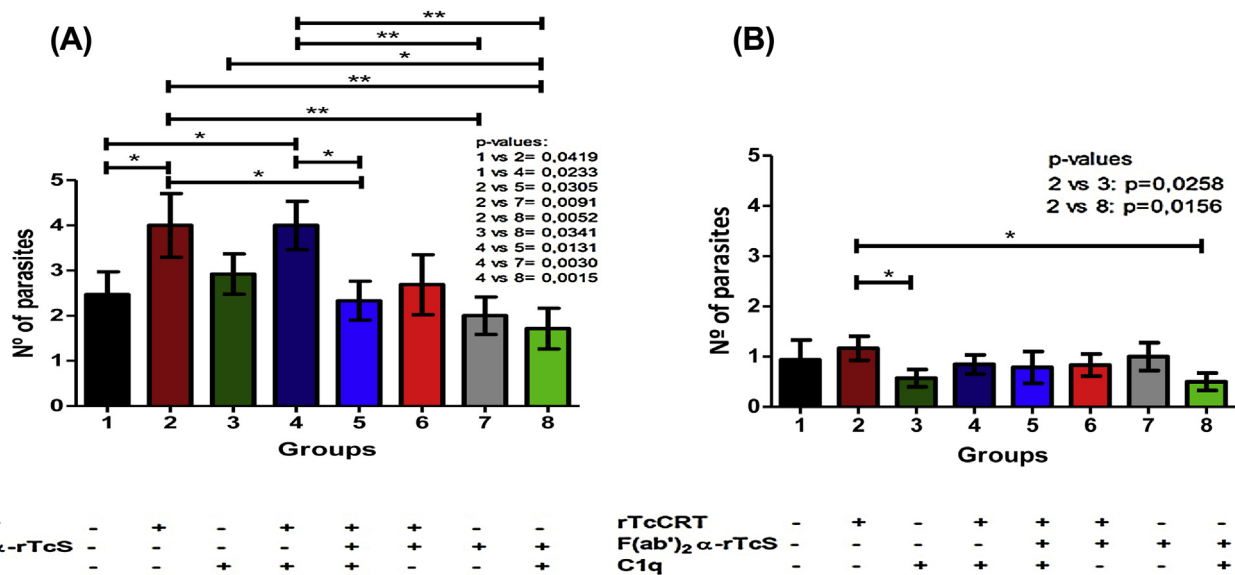 (A)
**
**
*
**
**
*
*
*
*
p-values:
1 vs 2= 0,0419
1 vs 4= 0,0233
2 vs 5= 0,0305
2 vs 7= 0,0091
2 vs 8= 0,0052
3 vs 8= 0,0341
4 vs 5= 0,0131
4 vs 7= 0,0030
4 vs 8= 0,0015
Nº of parasites
5
4
3
2
1
0
1 2 3 4 5 6 7 8
Groups
- + - + + + - -
α-rTcS - - - - + + + +
- - + + + - - +
(B)
p-values
2 vs 3: p=0,0258
2 vs 8: p=0,0156
*
*
Nº of parasites
5
4
3
2
1
0
1 2 3 4 5 6 7 8
Groups
rTcCRT - + - + + + - -
F(ab')₂ α-rTcS - - - - + + + +
C1q - - + + + - - +